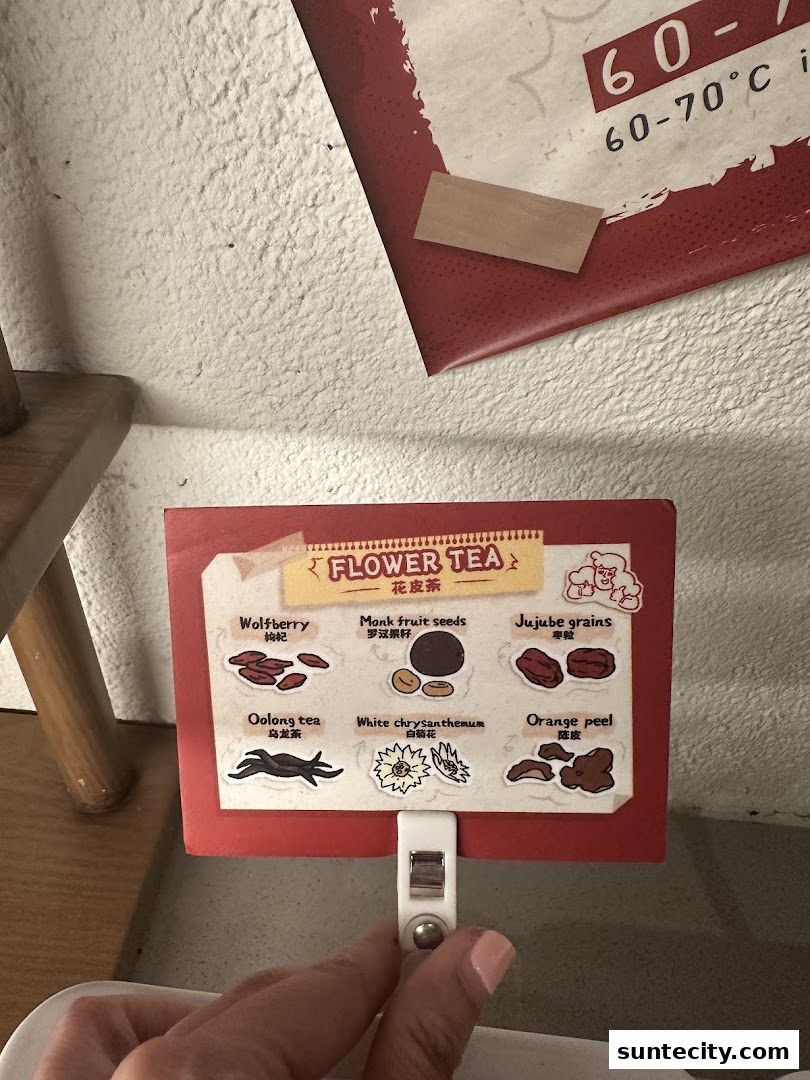 60-7
60-70°C i
FLOWER TEA
花皮茶
Wolfberry
枸杞
Monk fruit seeds
罗汉果籽
Jujube grains
枣粒
Oolong tea
乌龙茶
White chrysanthemum
白菊花
Orange peel
陈皮
suntecity.com